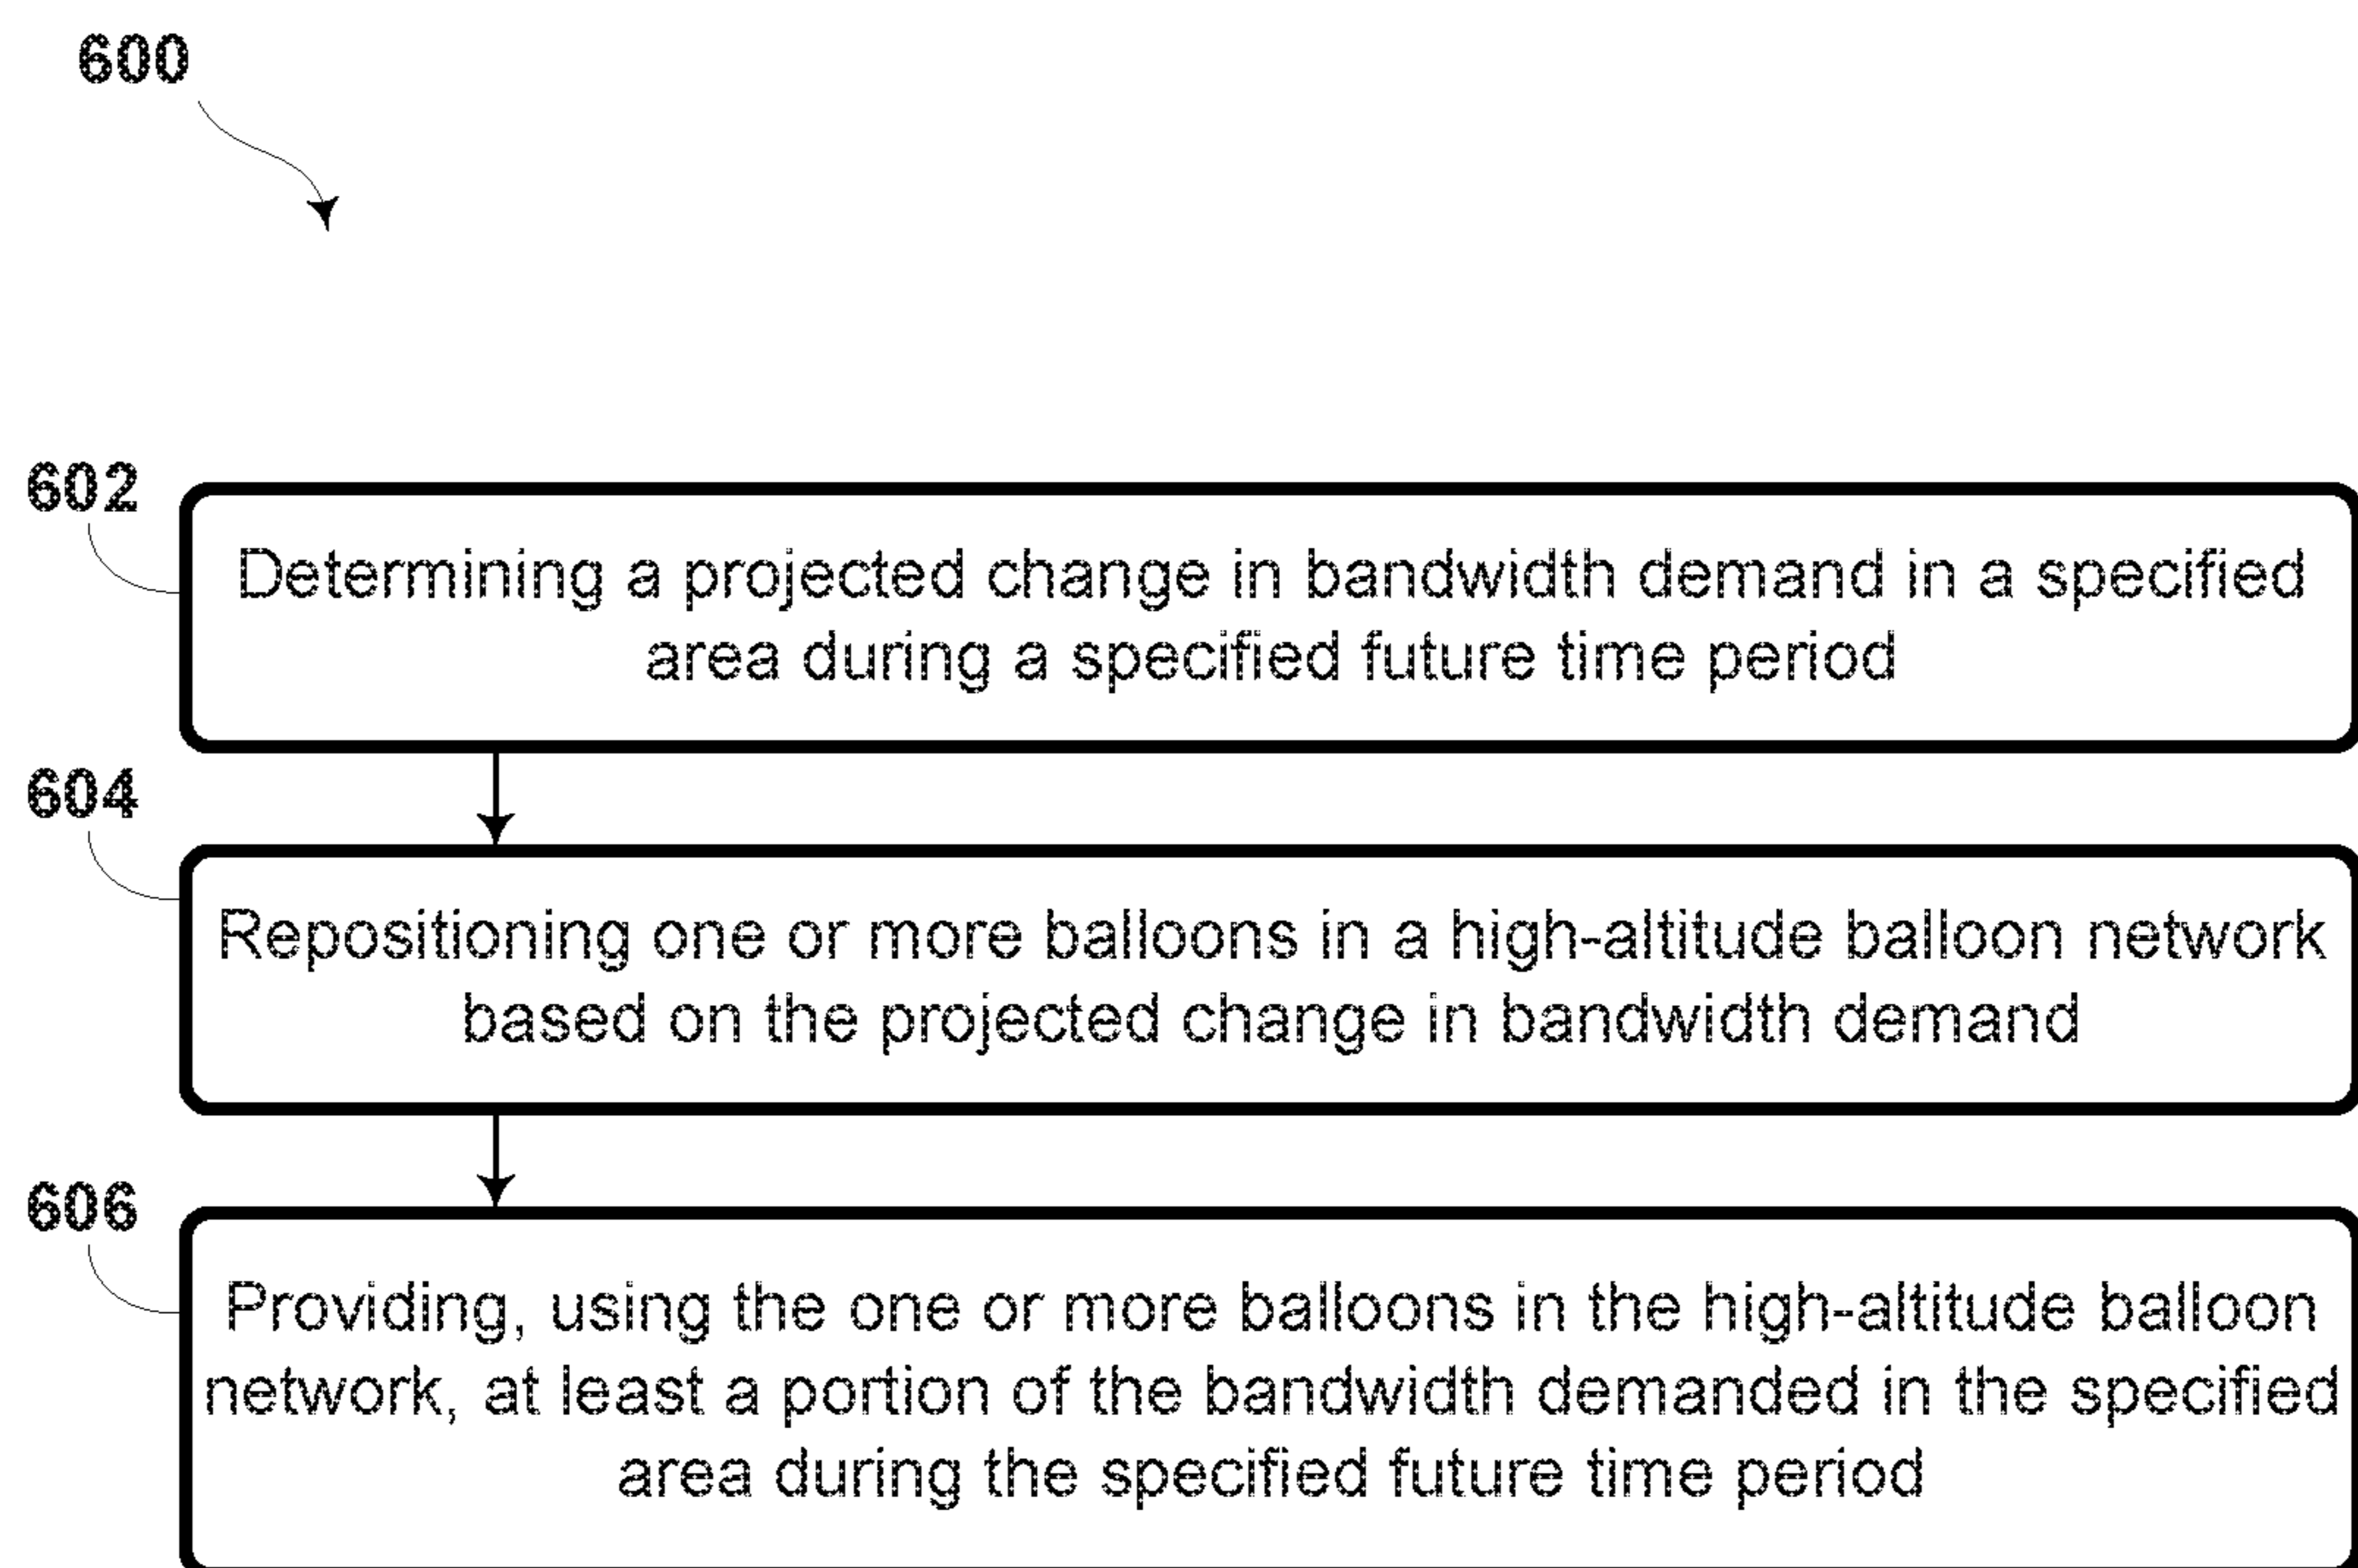 600
602
Determining a projected change in bandwidth demand in a specified
area during a specified future time period
604
Repositioning one or more balloons in a high-altitude balloon network
based on the projected change in bandwidth demand
606
Providing, using the one or more balloons in the high-altitude balloon
network, at least a portion of the bandwidth demanded in the specified
area during the specified future time period